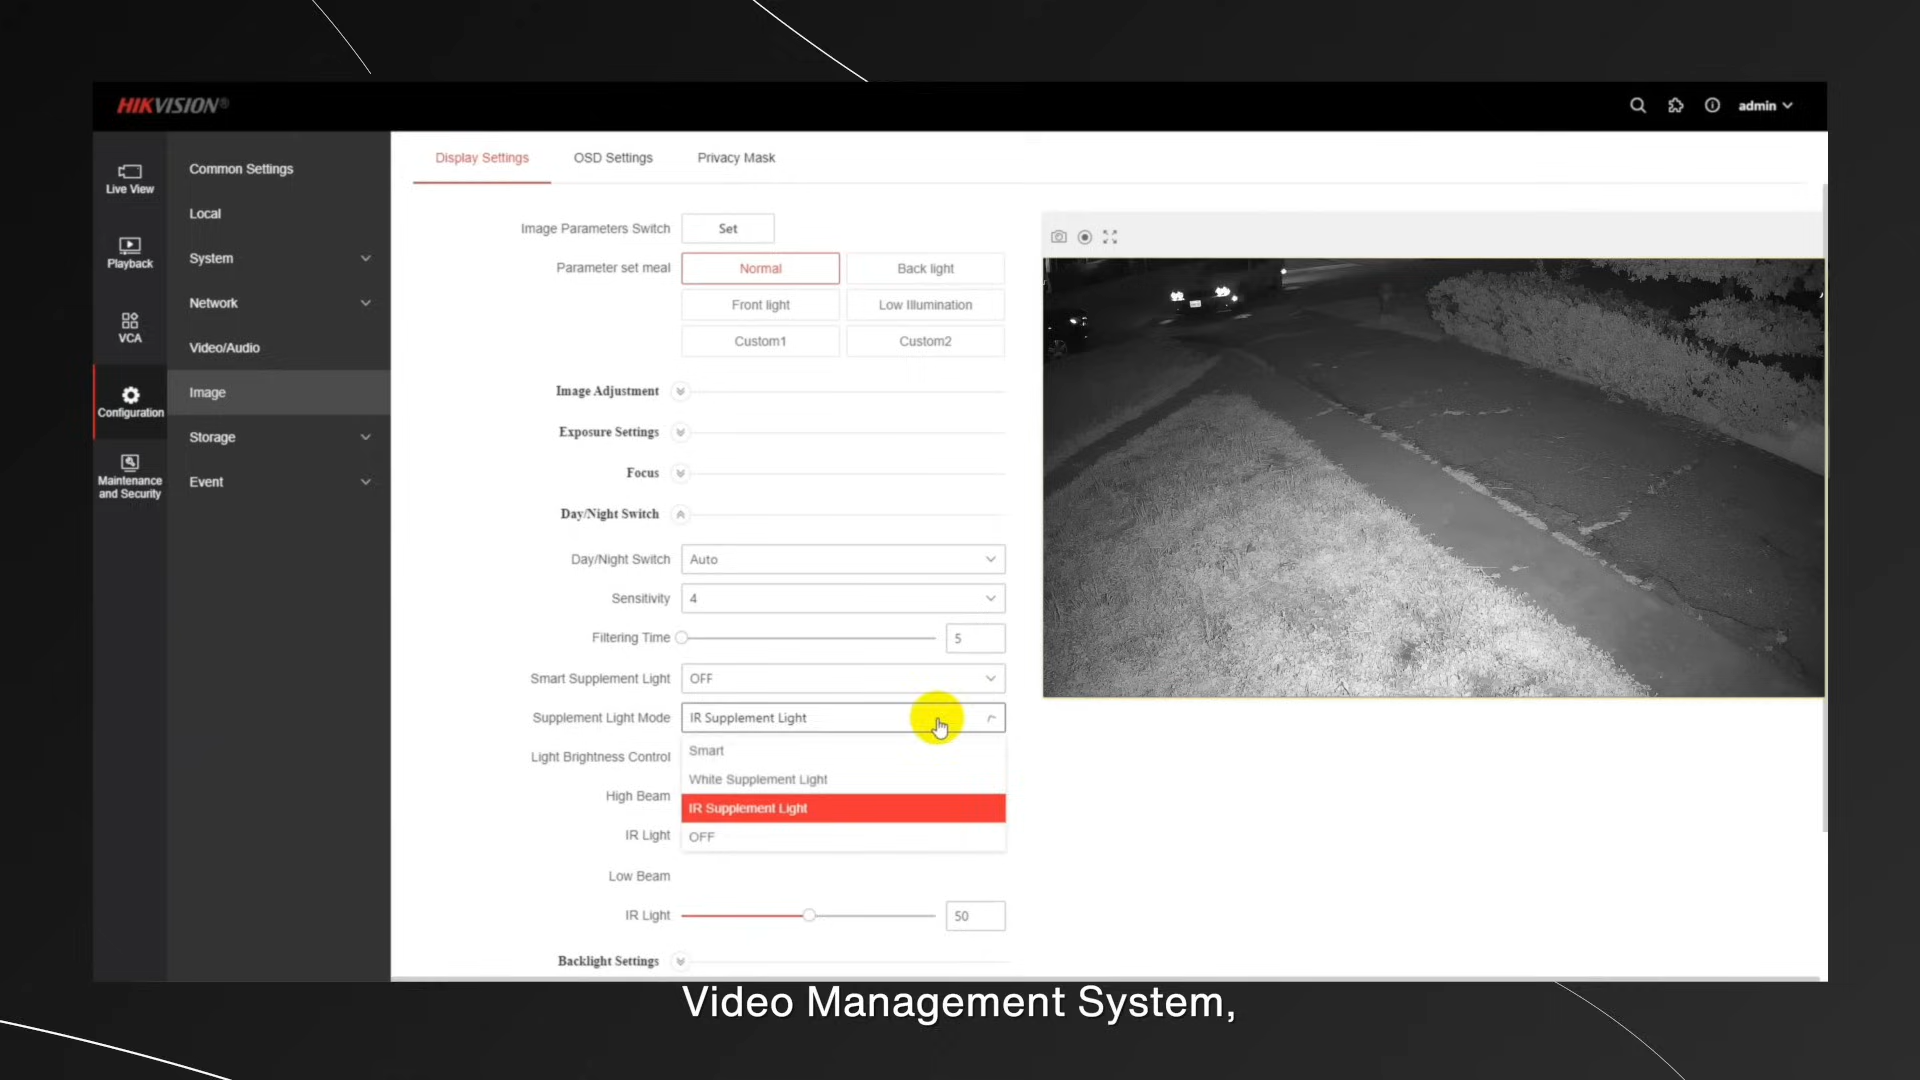 HIKVISION®
admin
Live View
Playback
VCA
Configuration
Maintenance
and Security
Common Settings
Local
System
Network
Video/Audio
Image
Storage
Event
Display Settings
OSD Settings
Privacy Mask
Image Parameters Switch
Set
Parameter set meal
Normal
Back light
Front light
Low Illumination
Custom1
Custom2
Image Adjustment
Exposure Settings
Focus
Day/Night Switch
Day/Night Switch
Auto
Sensitivity
4
Filtering Time
5
Smart Supplement Light
OFF
Supplement Light Mode
IR Supplement Light
Smart
White Supplement Light
IR Supplement Light
OFF
Light Brightness Control
High Beam
IR Light
Low Beam
IR Light
50
Backlight Settings
Video Management System,